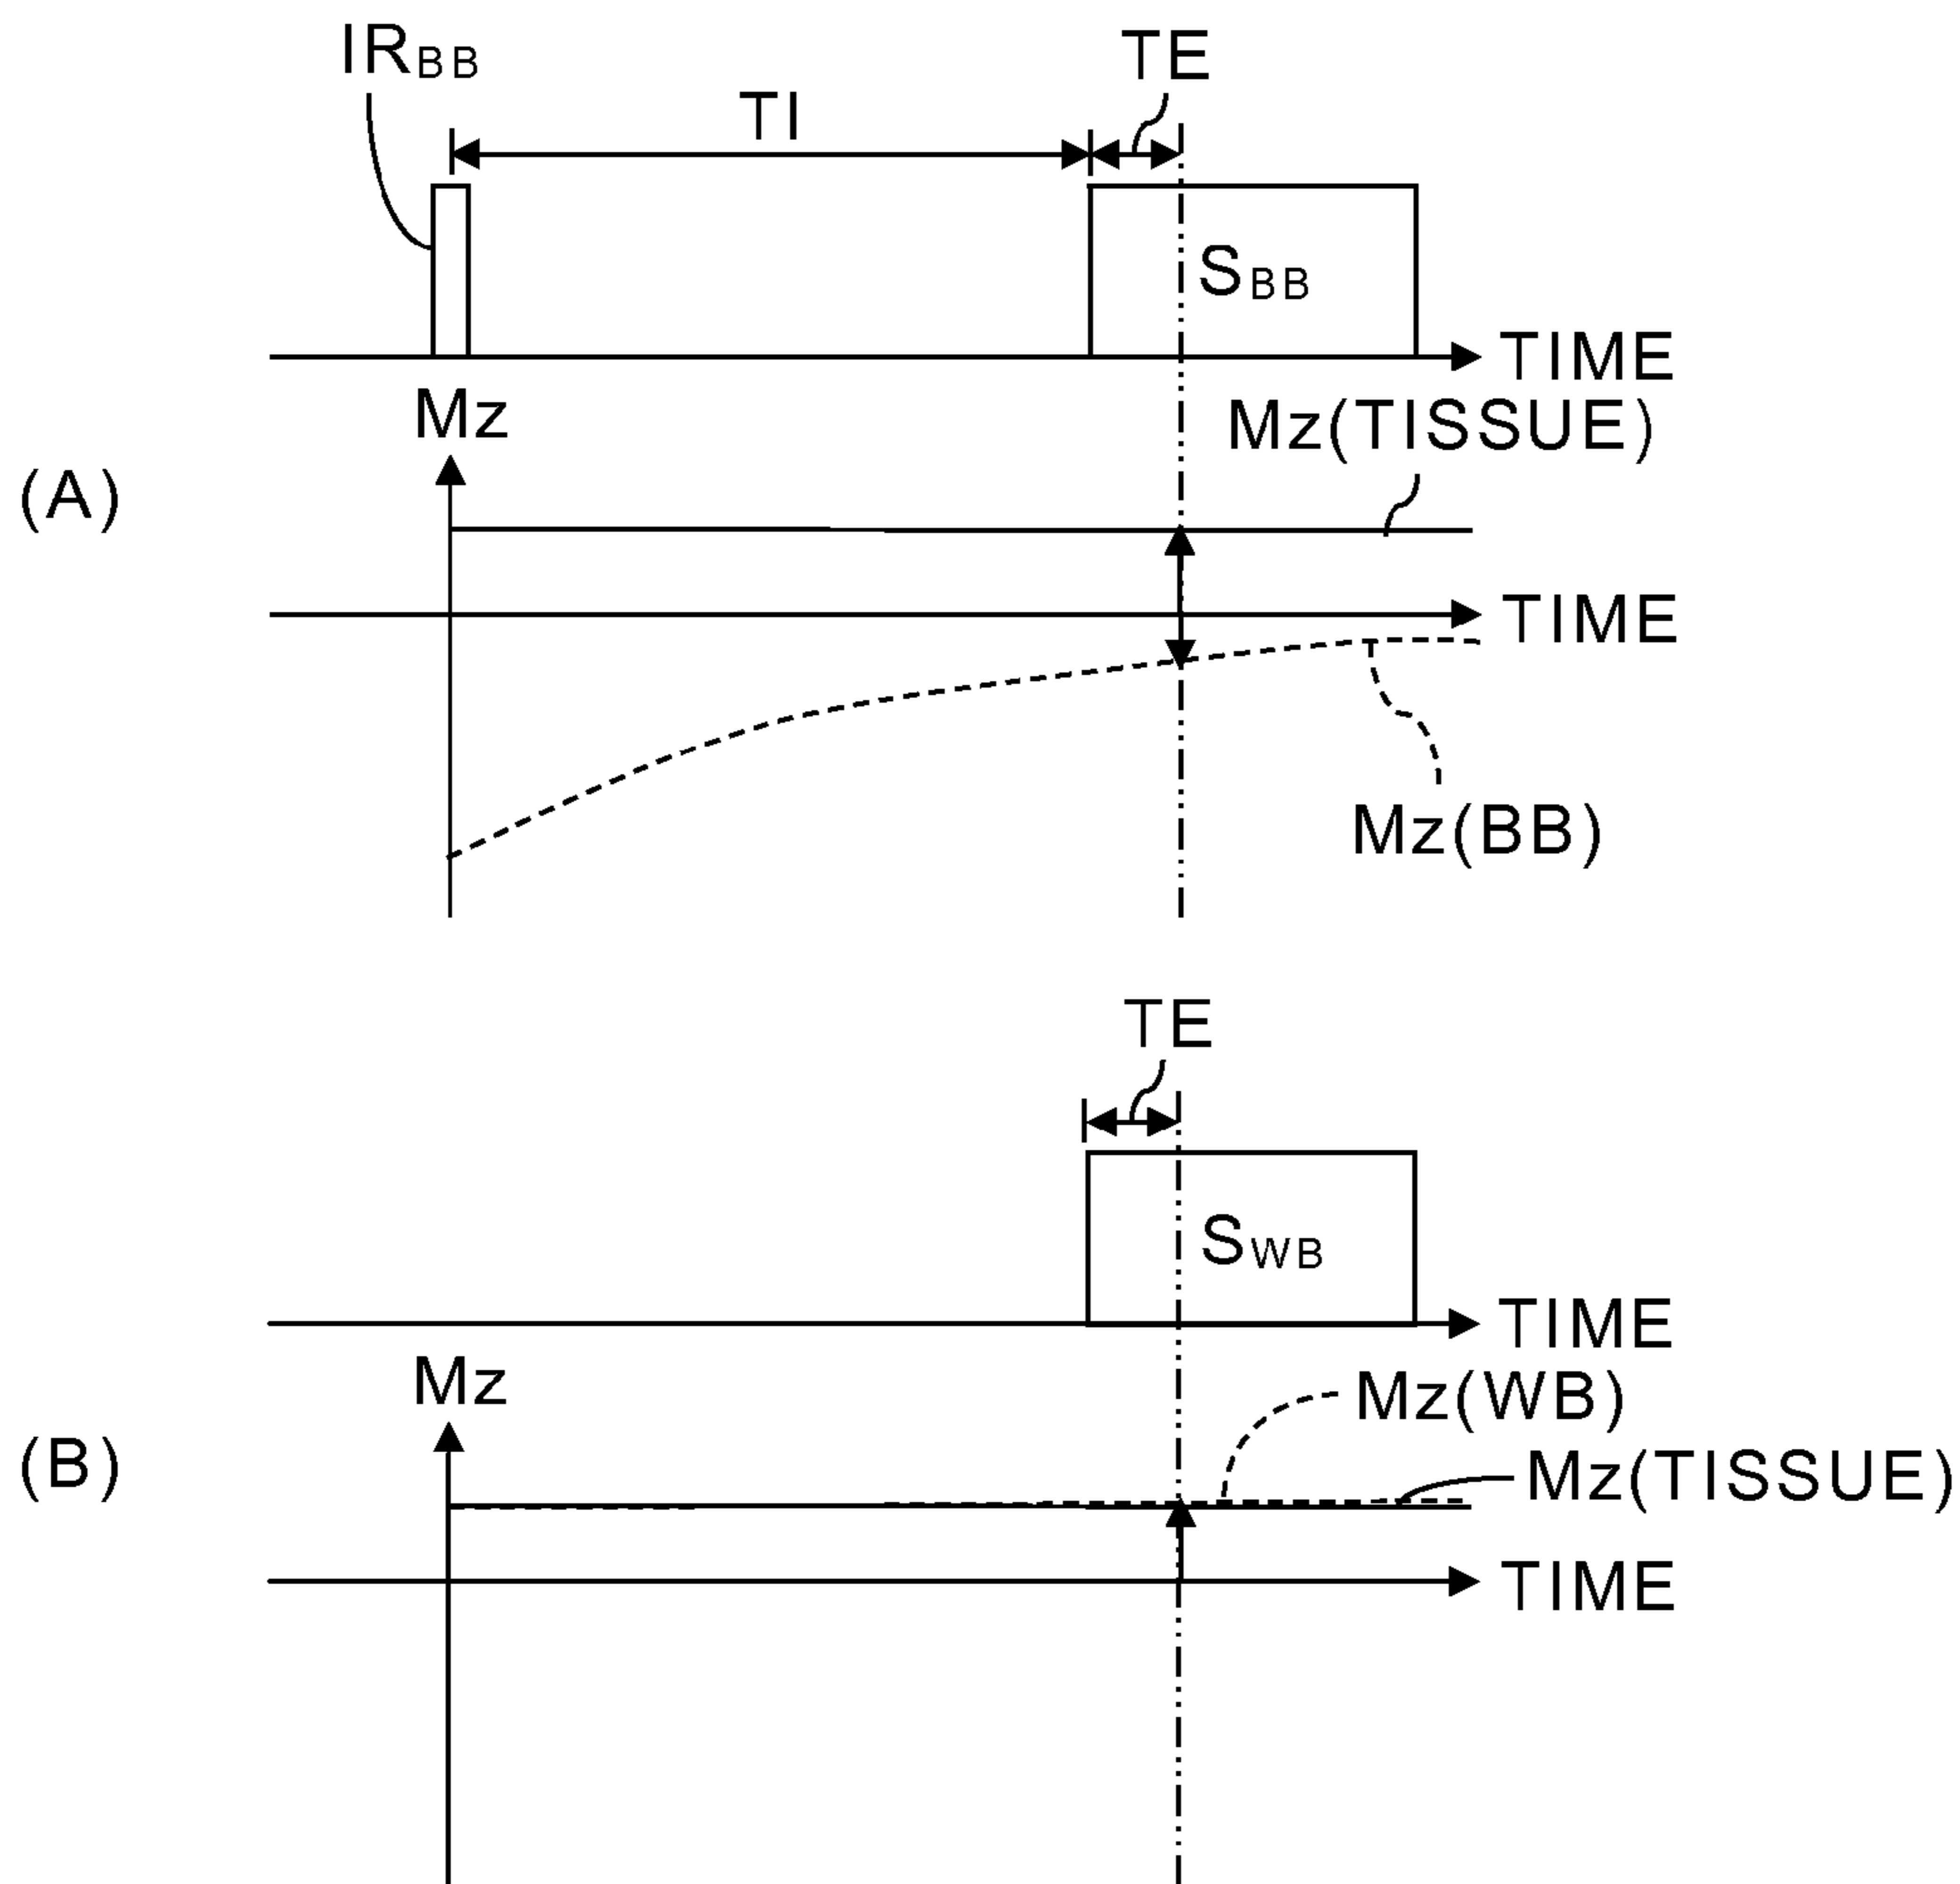 IRBB
TE
TI
SBB
TIME
Mz
Mz(TISSUE)
(A)
TIME
Mz(BB)
TE
SWB
TIME
Mz
Mz(WB)
(B)
Mz(TISSUE)
TIME